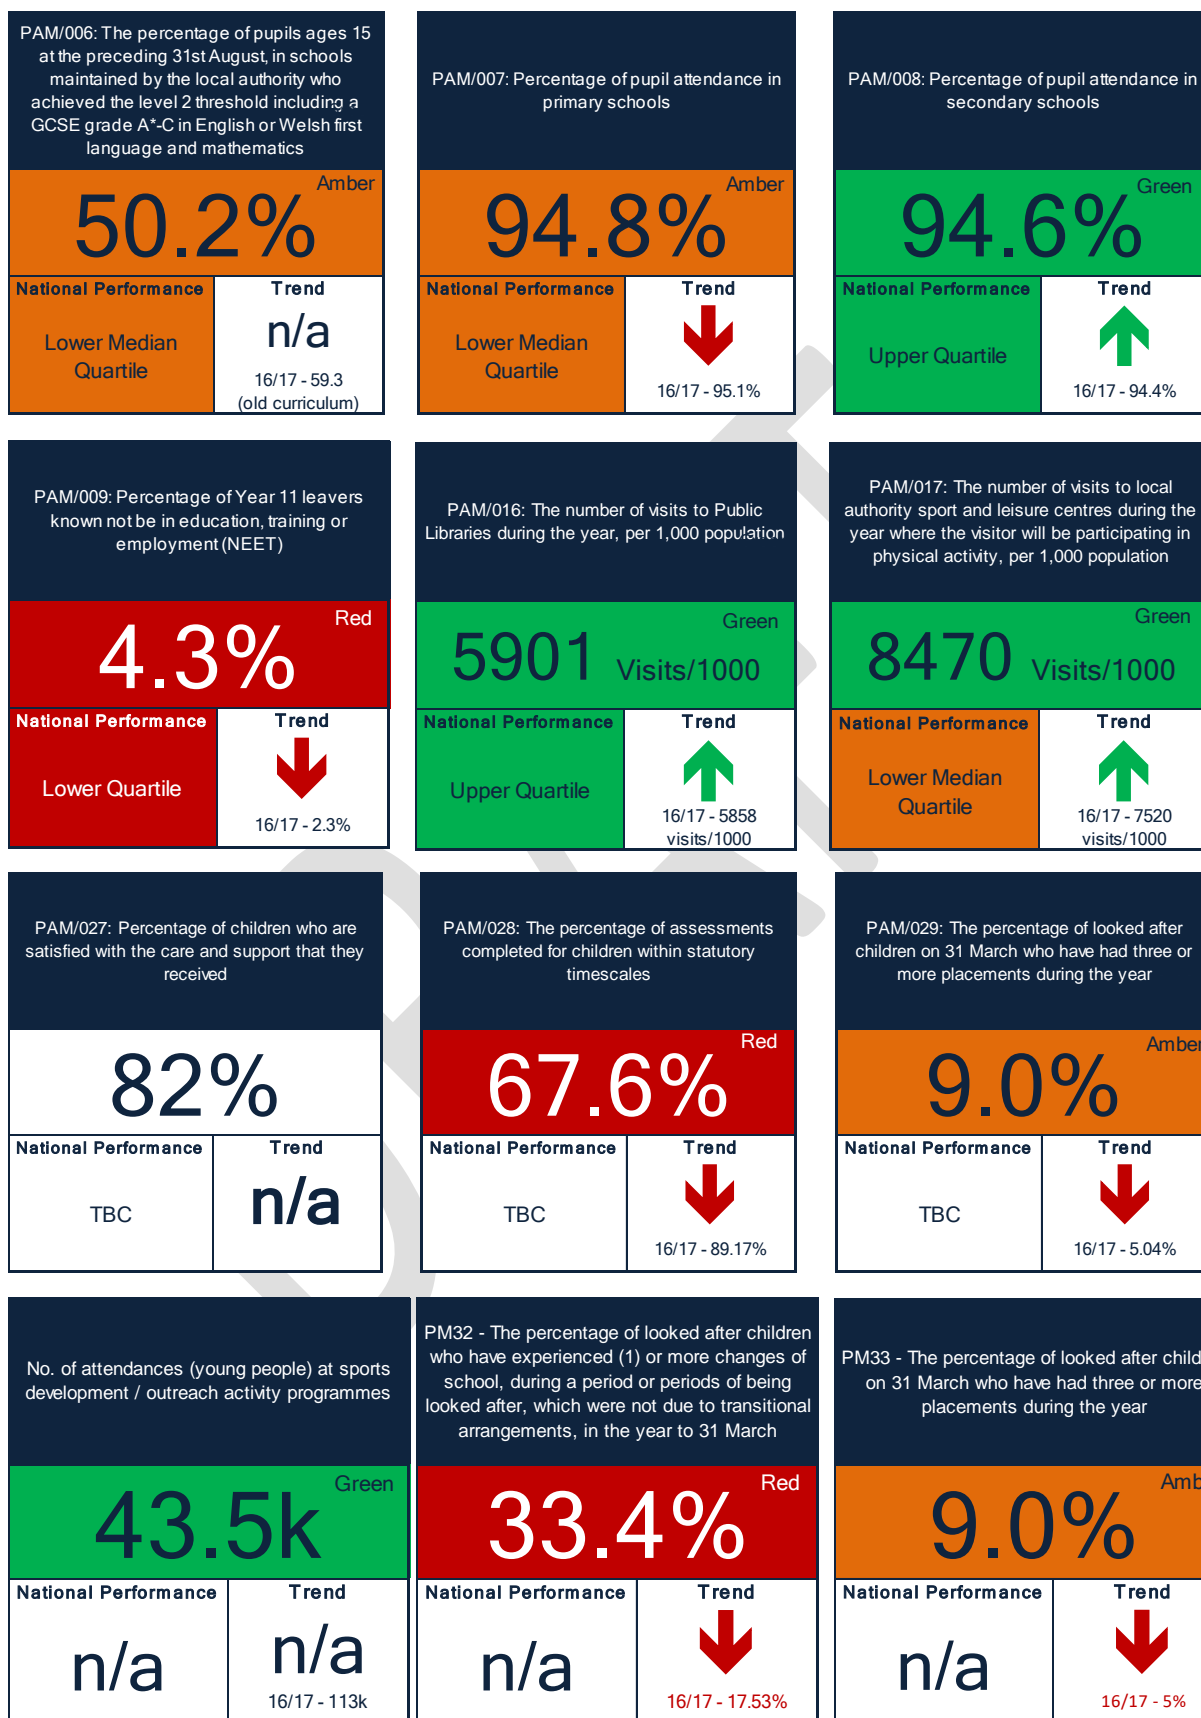 PAM/006: The percentage of pupils ages 15
at the preceding 31st August, in schools
maintained by the local authority who
achieved the level 2 threshold including a
GCSE grade A*-C in English or Welsh first
language and mathematics
Amber
50.2%
National Performance
Lower Median
Quartile
Trend
n/a
16/17 - 59.3
(old curriculum)
PAM/007: Percentage of pupil attendance in
primary schools
Amber
94.8%
National Performance
Lower Median
Quartile
Trend
16/17 - 95.1%
PAM/008: Percentage of pupil attendance in
secondary schools
Green
94.6%
National Performance
Upper Quartile
Trend
16/17 - 94.4%
PAM/009: Percentage of Year 11 leavers
known not be in education, training or
employment (NEET)
Red
4.3%
National Performance
Lower Quartile
Trend
16/17 - 2.3%
PAM/016: The number of visits to Public
Libraries during the year, per 1,000 population
Green
5901 Visits/1000
National Performance
Upper Quartile
Trend
16/17 - 5858
visits/1000
PAM/017: The number of visits to local
authority sport and leisure centres during the
year where the visitor will be participating in
physical activity, per 1,000 population
Green
8470 Visits/1000
National Performance
Lower Median
Quartile
Trend
16/17 - 7520
visits/1000
PAM/027: Percentage of children who are
satisfied with the care and support that they
received
82%
National Performance
TBC
Trend
n/a
PAM/028: The percentage of assessments
completed for children within statutory
timescales
Red
67.6%
National Performance
TBC
Trend
16/17 - 89.17%
PAM/029: The percentage of looked after
children on 31 March who have had three or
more placements during the year
Amber
9.0%
National Performance
TBC
Trend
16/17 - 5.04%
No. of attendances (young people) at sports
development / outreach activity programmes
Green
43.5k
National Performance
n/a
Trend
n/a
16/17 - 113k
PM32 - The percentage of looked after children
who have experienced (1) or more changes of
school, during a period or periods of being
looked after, which were not due to transitional
arrangements, in the year to 31 March
Red
33.4%
National Performance
n/a
Trend
16/17 - 17.53%
PM33 - The percentage of looked after child
on 31 March who have had three or more
placements during the year
Amb
9.0%
National Performance
n/a
Trend
16/17 - 5%